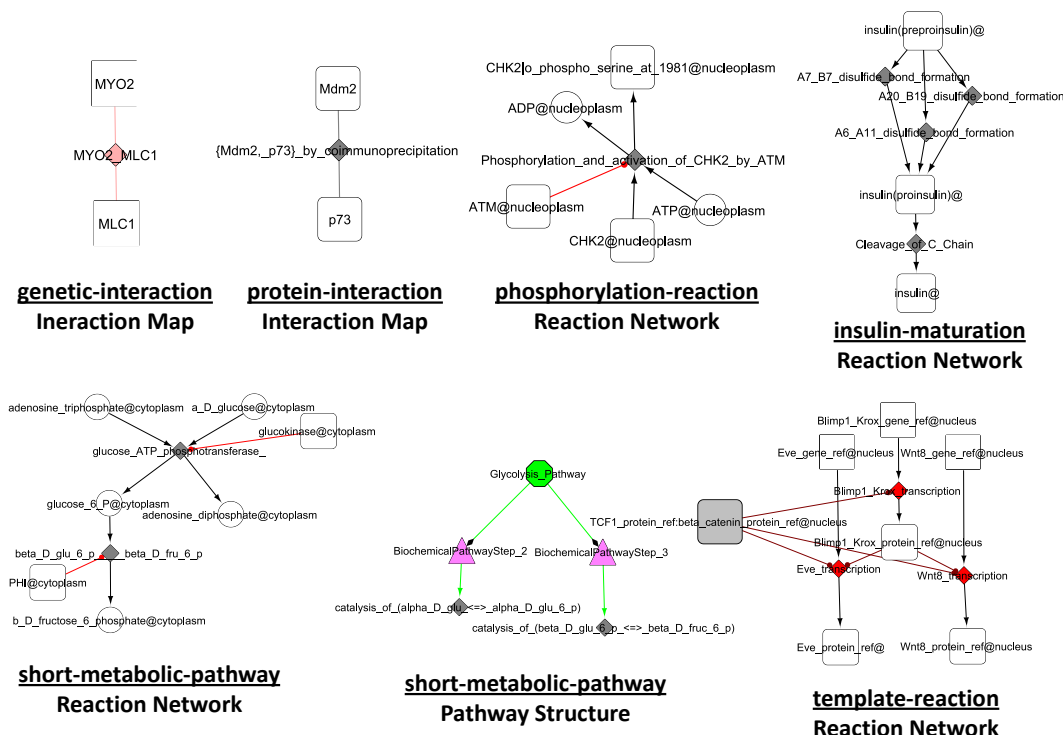 MYO2
MYO2_MLC1
MLC1
genetic-interaction
Ineraction Map
Mdm2
{Mdm2,_p73}_by_coimmunoprecipitation
p73
protein-interaction
Interaction Map
CHK2|o_phospho_serine_at_1981@nucleoplasm
ADP@nucleoplasm
Phosphorylation_and_activation_of_CHK2_by_ATM
ATM@nucleoplasm
ATP@nucleoplasm
CHK2@nucleoplasm
phosphorylation-reaction
Reaction Network
insulin(preproinsulin)@
A7_B7_disulfide_bond_formation
A20_B19_disulfide_bond_formation
A6_A11_disulfide_bond_formation
insulin(proinsulin)@
Cleavage_of_C_Chain
insulin@
insulin-maturation
Reaction Network
adenosine_triphosphate@cytoplasm
a_D_glucose@cytoplasm
glucokinase@cytoplasm
glucose_ATP_phosphotransferase_
glucose_6_P@cytoplasm
adenosine_diphosphate@cytoplasm
beta_D_glu_6_p_<=>_beta_D_fru_6_p
PHI@cytoplasm
b_D_fructose_6_phosphate@cytoplasm
short-metabolic-pathway
Reaction Network
Glycolysis_Pathway
BiochemicalPathwayStep_2
BiochemicalPathwayStep_3
catalysis_of_(alpha_D_glu_<=>_alpha_D_glu_6_p)
catalysis_of_(beta_D_glu_6_p_<=>_beta_D_fruc_6_p)
short-metabolic-pathway
Pathway Structure
Blimp1_Krox_gene_ref@nucleus
Eve_gene_ref@nucleus
Wnt8_gene_ref@nucleus
Blimp1_Krox_transcription
TCF1_protein_ref:beta_catenin_protein_ref@nucleus
Blimp1_Krox_protein_ref@nucleus
Eve_transcription
Wnt8_transcription
Eve_protein_ref@
Wnt8_protein_ref@nucleus
template-reaction
Reaction Network